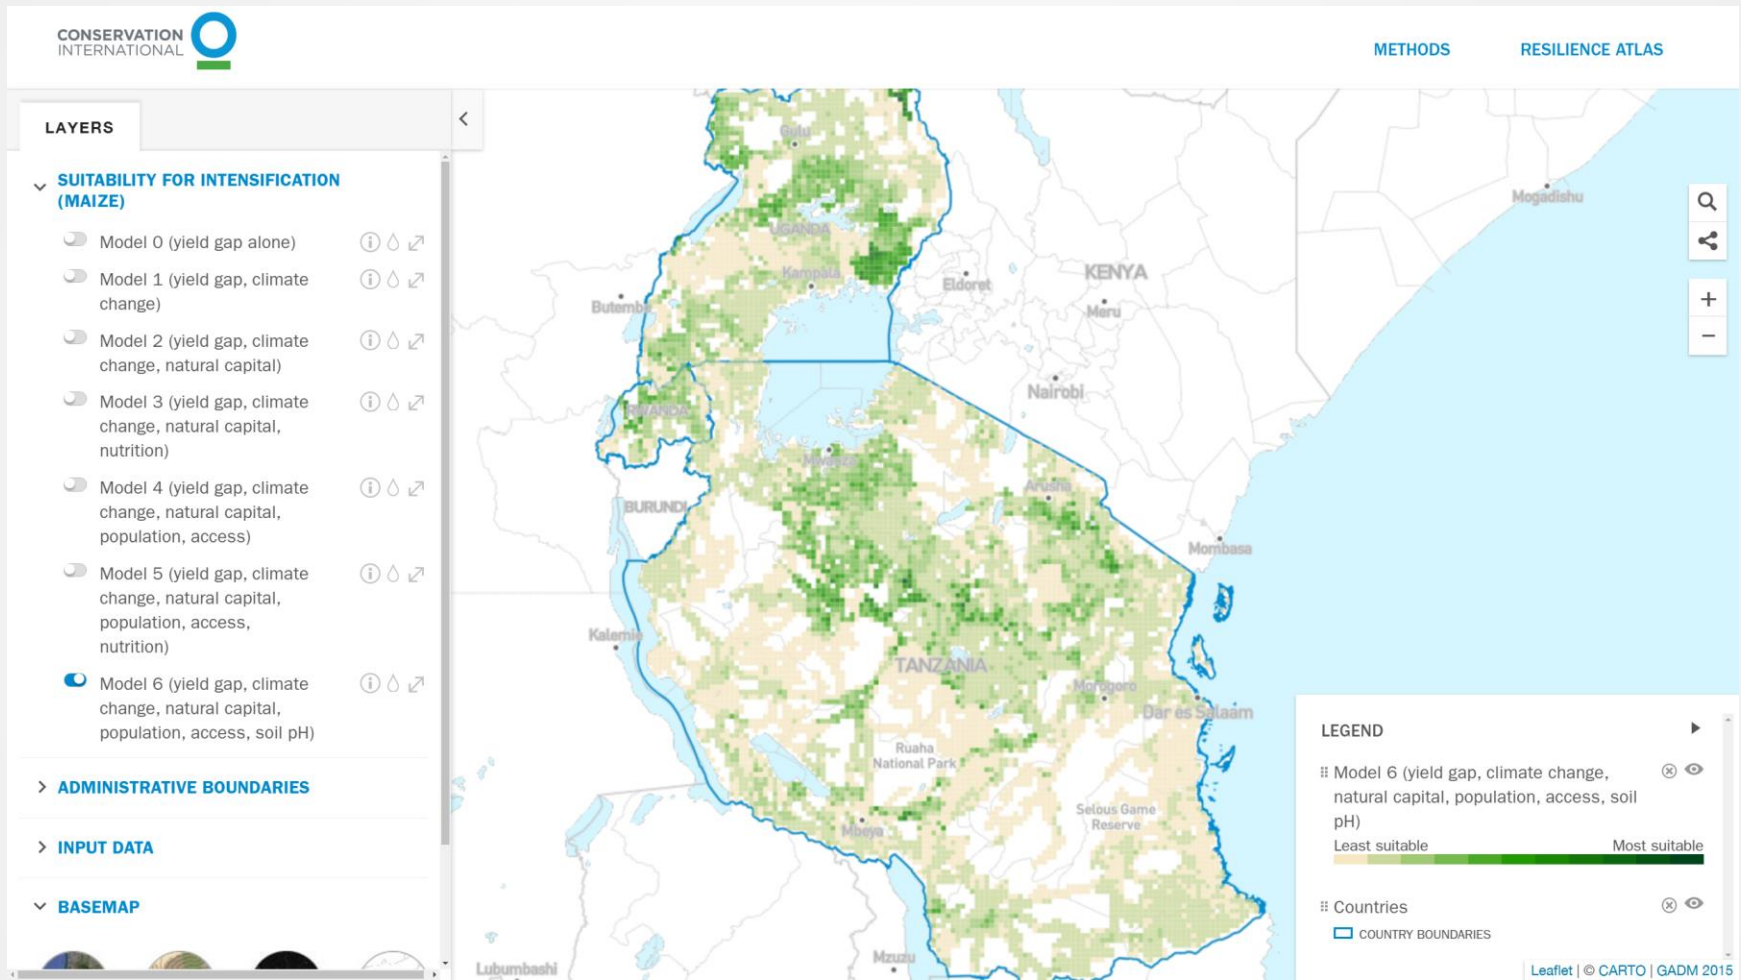 CONSERVATION
INTERNATIONAL
METHODS
RESILIENCE ATLAS
LAYERS
SUITABILITY FOR INTENSIFICATION
(MAIZE)
Model 0 (yield gap alone)
Model 1 (yield gap, climate
change)
Model 2 (yield gap, climate
change, natural capital)
Model 3 (yield gap, climate
change, natural capital,
nutrition)
Model 4 (yield gap, climate
change, natural capital,
population, access)
Model 5 (yield gap, climate
change, natural capital,
population, access,
nutrition)
Model 6 (yield gap, climate
change, natural capital,
population, access, soil pH)
ADMINISTRATIVE BOUNDARIES
INPUT DATA
BASEMAP
Gulu
Mogadishu
UGANDA
Kampala
Eldoret
KENYA
Butembo
Meru
Nairobi
RWANDA
Mwanza
Arusha
BURUNDI
Mombasa
Kalemie
TANZANIA
Morogoro
Dar es Salaam
Ruaha
National Park
Selous Game
Reserve
Mbeya
Mzuzu
Lubumbashi
LEGEND
Model 6 (yield gap, climate change,
natural capital, population, access, soil
pH)
Least suitable
Most suitable
Countries
COUNTRY BOUNDARIES
Leaflet | © CARTO | GADM 2015